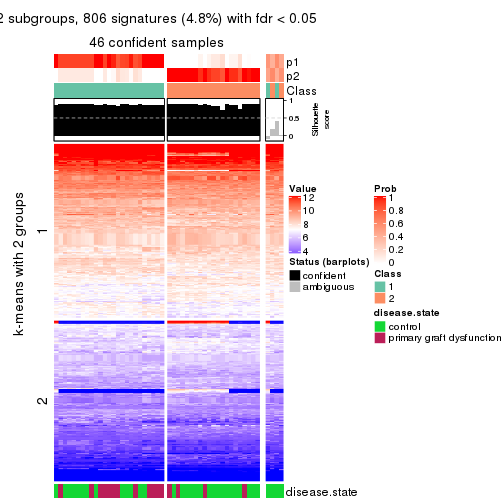 2 subgroups, 806 signatures (4.8%) with fdr < 0.05
46 confident samples
p1
p2
Class
1
0.5
0
Silhouette
score
k-means with 2 groups
1
2
Value
12
10
8
6
4
Status (barplots)
confident
ambiguous
Prob
1
0.8
0.6
0.4
0.2
0
Class
1
2
disease.state
control
primary graft dysfunction
disease.state